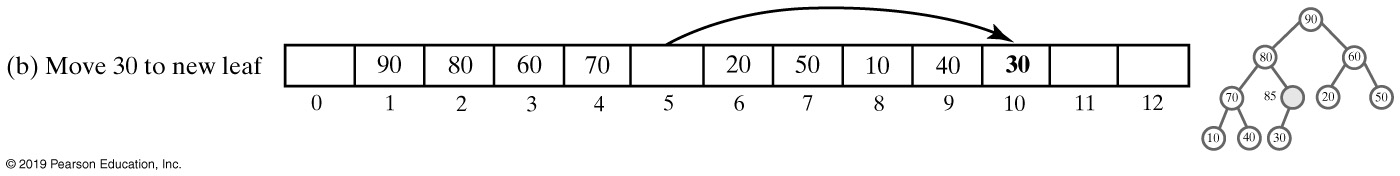 (b) Move 30 to new leaf
90 80 60 70 20 50 10 40 30
0 1 2 3 4 5 6 7 8 9 10 11 12
90
80 60
70 85 20 50
10 40 30
© 2019 Pearson Education, Inc.